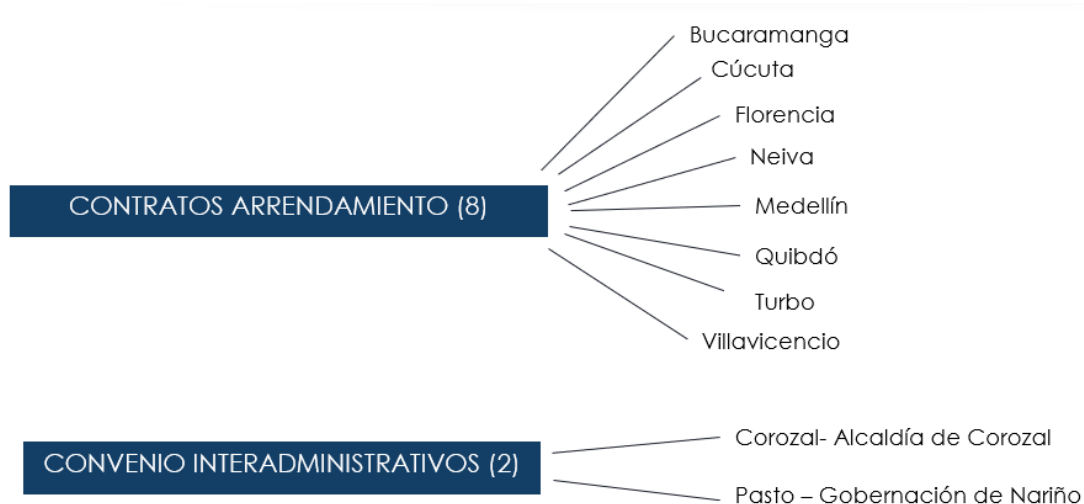 Bucaramanga
Cúcuta
Florencia
Neiva
CONTRATOS ARRENDAMIENTO (8)
Medellín
Quibdó
Turbo
Villavicencio
CONVENIO INTERADMINISTRATIVOS (2)
Corozal- Alcaldía de Corozal
Pasto – Gobernación de Nariño